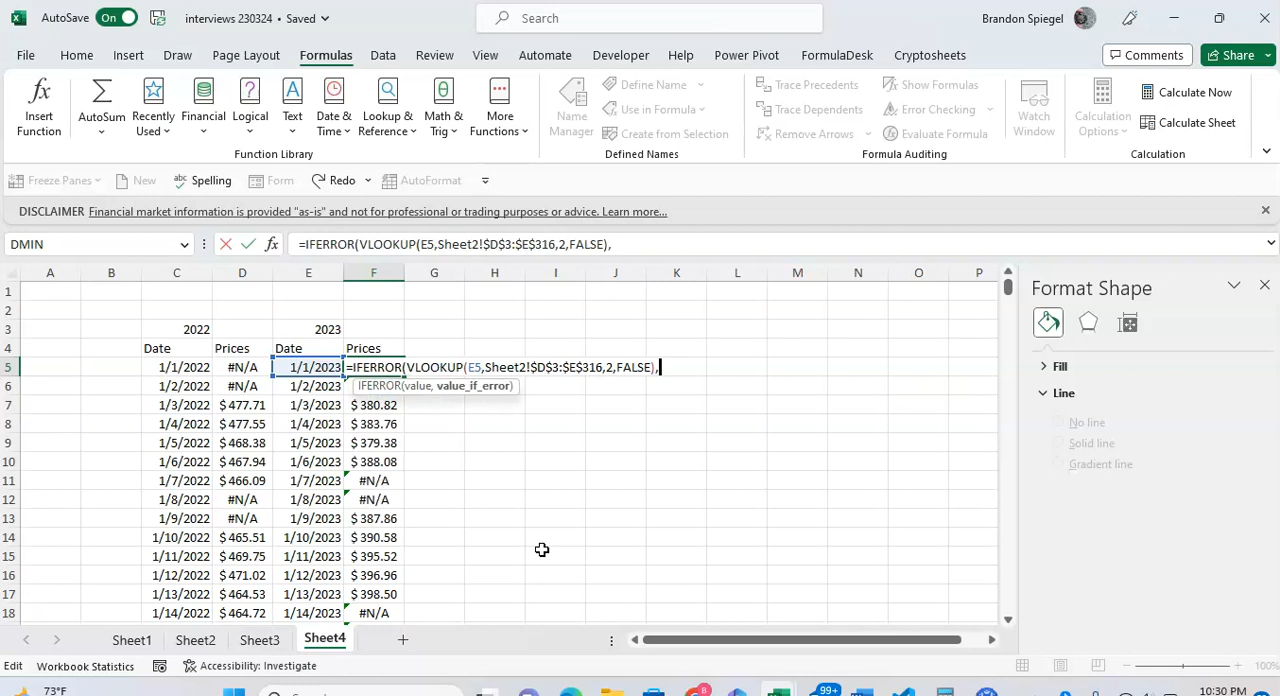 AutoSave On interviews 230324 • Saved Search Brandon Spiegel
File Home Insert Draw Page Layout Formulas Data Review View Automate Developer Help Power Pivot FormulaDesk Cryptosheets Comments Share
Insert Function
AutoSum
Recently Used
Financial
Logical
Text
Date & Time
Lookup & Reference
Math & Trig
More Functions
Function Library
Name Manager
Define Name
Use in Formula
Create from Selection
Defined Names
Trace Precedents
Trace Dependents
Remove Arrows
Show Formulas
Error Checking
Evaluate Formula
Formula Auditing
Watch Window
Calculation Options
Calculate Now
Calculate Sheet
Calculation
Freeze Panes New Spelling Form Redo AutoFormat
DISCLAIMER Financial market information is provided "as-is" and not for professional or trading purposes or advice. Learn more...
DMIN fx =IFERROR(VLOOKUP(E5,Sheet2!$D$3:$E$316,2,FALSE),
A B C D E F G H I J K L M N O P
1
2
3 2022 2023
4 Date Prices Date Prices
5 1/1/2022 #N/A 1/1/2023 =IFERROR(VLOOKUP(E5,Sheet2!$D$3:$E$316,2,FALSE),
IFERROR(value, value_if_error)
6 1/2/2022 #N/A 1/2/2023
7 1/3/2022 $ 477.71 1/3/2023 $ 380.82
8 1/4/2022 $ 477.55 1/4/2023 $ 383.76
9 1/5/2022 $ 468.38 1/5/2023 $ 379.38
10 1/6/2022 $ 467.94 1/6/2023 $ 388.08
11 1/7/2022 $ 466.09 1/7/2023 #N/A
12 1/8/2022 #N/A 1/8/2023 #N/A
13 1/9/2022 #N/A 1/9/2023 $ 387.86
14 1/10/2022 $ 465.51 1/10/2023 $ 390.58
15 1/11/2022 $ 469.75 1/11/2023 $ 395.52
16 1/12/2022 $ 471.02 1/12/2023 $ 396.96
17 1/13/2022 $ 464.53 1/13/2023 $ 398.50
18 1/14/2022 $ 464.72 1/14/2023 #N/A
Format Shape
Fill
Line
No line
Solid line
Gradient line
Sheet1 Sheet2 Sheet3 Sheet4
Edit Workbook Statistics Accessibility: Investigate 100%
73°F 8 99+ 10:30 PM